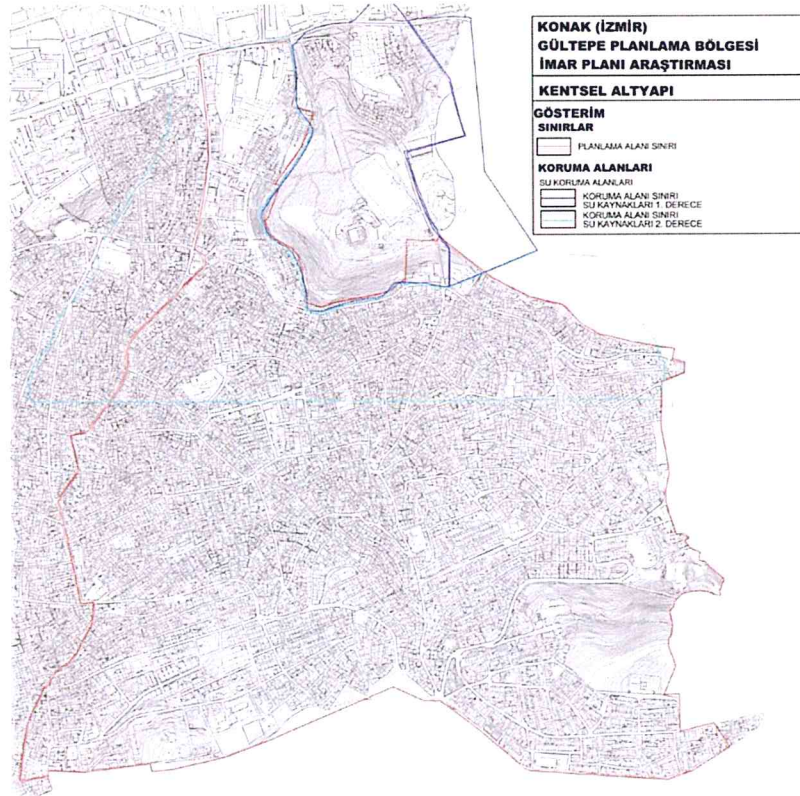 KONAK (İZMİR)
GÜLTEPE PLANLAMA BÖLGESİ
İMAR PLANI ARAŞTIRMASI
KENTSEL ALTYAPI
GÖSTERİM
SINIRLAR
PLANLAMA ALANI SINIRI
KORUMA ALANLARI
SU KORUMA ALANLARI
KORUMA ALANI SINIRI
SU KAYNAKLARI 1. DERECE
KORUMA ALANI SINIRI
SU KAYNAKLARI 2. DERECE